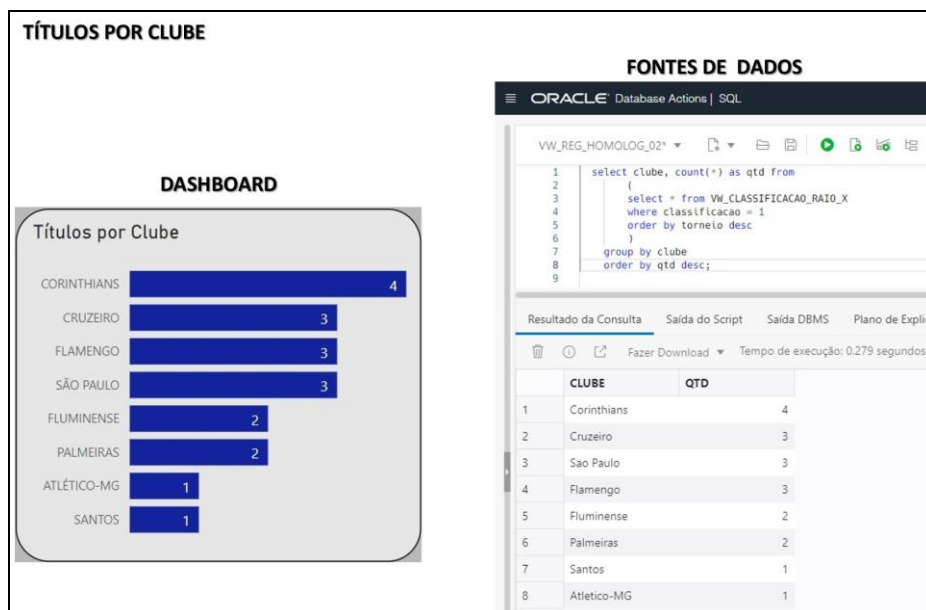 TÍTULOS POR CLUBE
DASHBOARD
Títulos por Clube
CORINTHIANS 4
CRUZEIRO 3
FLAMENGO 3
SÃO PAULO 3
FLUMINENSE 2
PALMEIRAS 2
ATLÉTICO-MG 1
SANTOS 1
FONTES DE DADOS
ORACLE Database Actions | SQL
VW_REG_HOMOLOG_02*
1 select clube, count(*) as qtd from
2 (
3 select * from VW_CLASSIFICACAO_RAIO_X
4 where classificacao = 1
5 order by torneio desc
6 )
7 group by clube
8 order by qtd desc;
9
Resultado da Consulta Saída do Script Saída DBMS Plano de Explic
Fazer Download Tempo de execução: 0.279 segundos
CLUBE QTD
1 Corinthians 4
2 Cruzeiro 3
3 Sao Paulo 3
4 Flamengo 3
5 Fluminense 2
6 Palmeiras 2
7 Santos 1
8 Atletico-MG 1